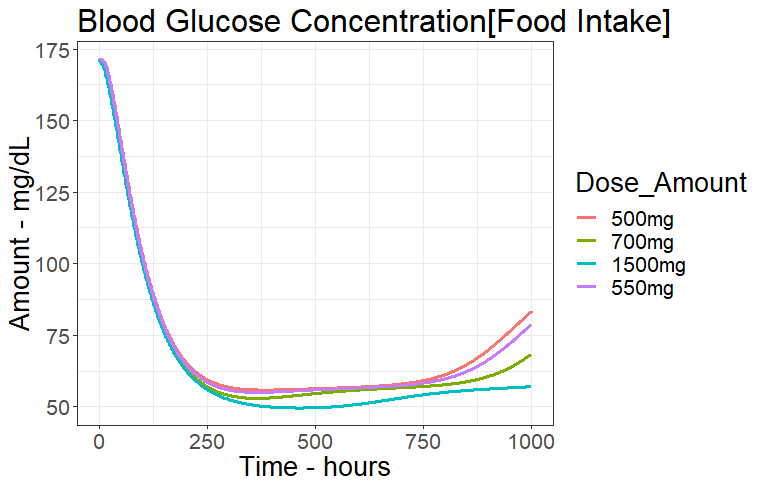 Blood Glucose Concentration[Food Intake]
Amount - mg/dL
175
150
125
100
75
50
0
250
500
750
1000
Time - hours
Dose_Amount
500mg
700mg
1500mg
550mg